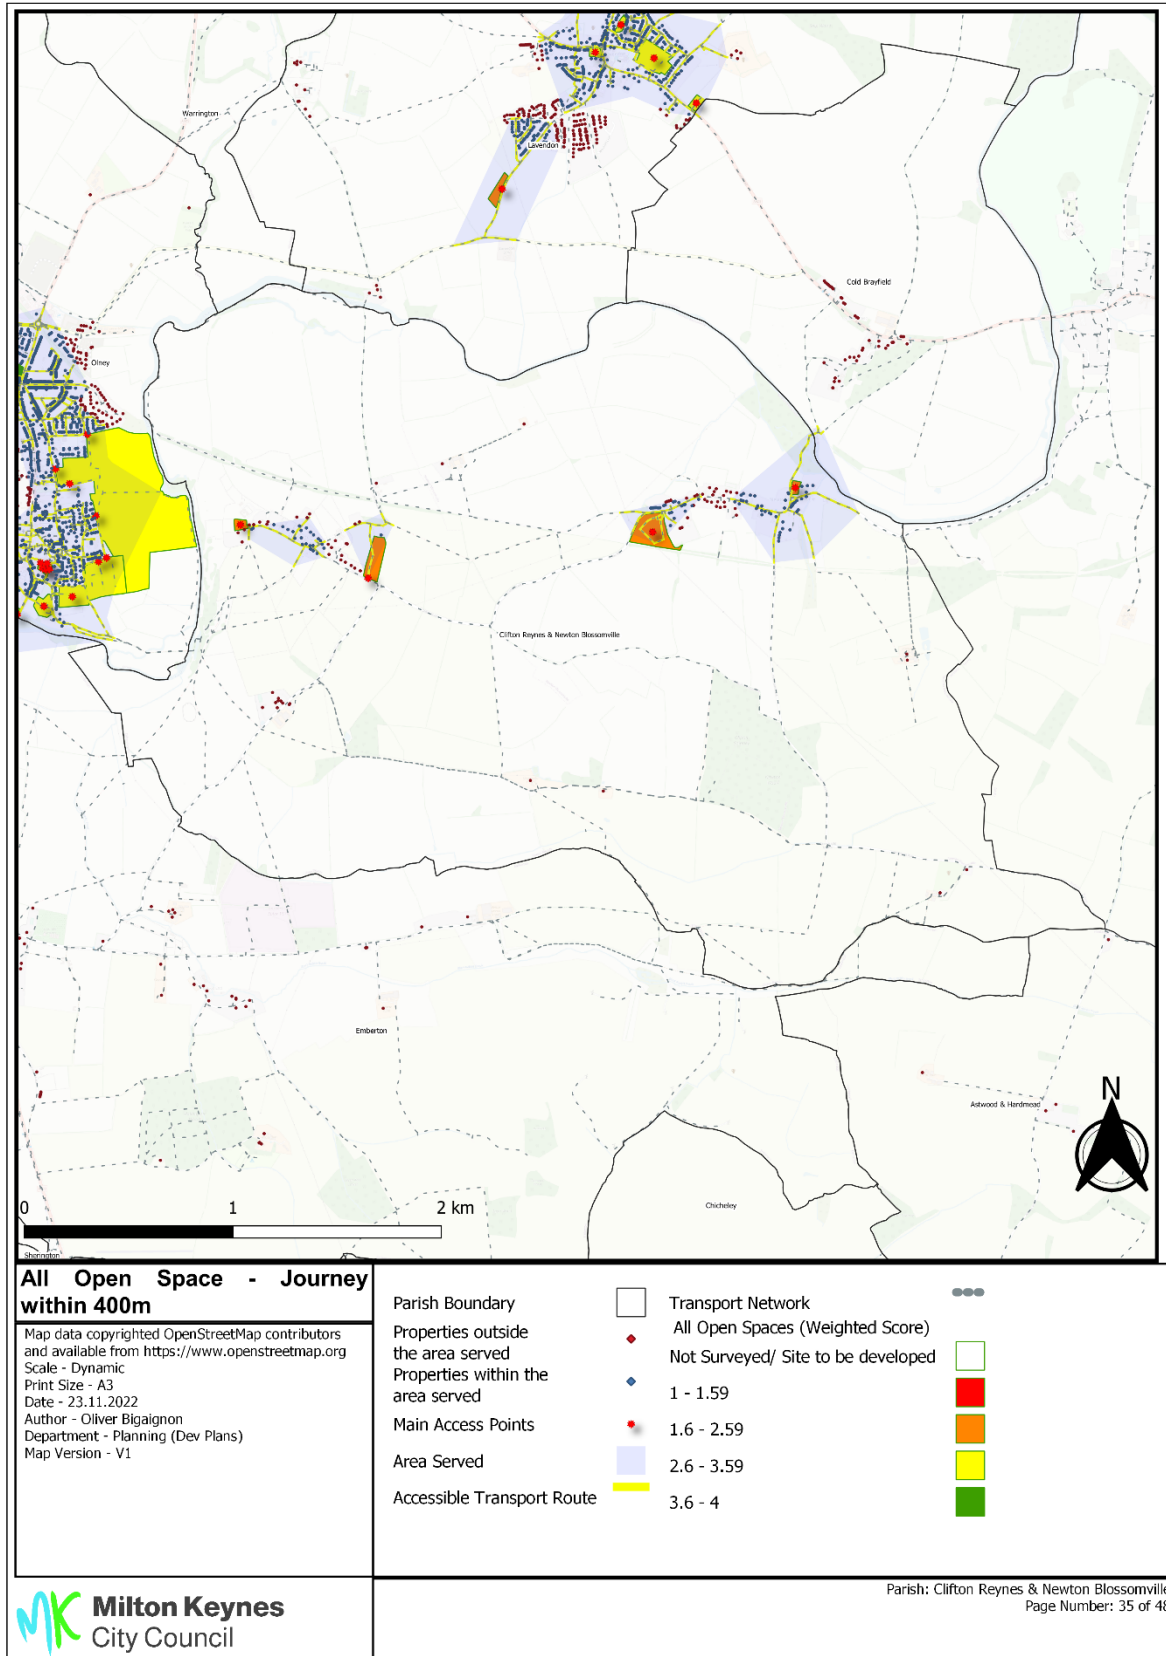 Warrington
Lavendon
Cold Brayfield
Olney
Clifton Reynes & Newton Blossomville
Emberton
Astwood & Hardmead
Chicheley
Sherington
N
0 1 2 km
All Open Space - Journey
within 400m
Map data copyrighted OpenStreetMap contributors
and available from https://www.openstreetmap.org
Scale - Dynamic
Print Size - A3
Date - 23.11.2022
Author - Oliver Bigaignon
Department - Planning (Dev Plans)
Map Version - V1
Parish Boundary
Properties outside
the area served
Properties within the
area served
Main Access Points
Area Served
Accessible Transport Route
Transport Network
All Open Spaces (Weighted Score)
Not Surveyed/ Site to be developed
1 - 1.59
1.6 - 2.59
2.6 - 3.59
3.6 - 4
MK Milton Keynes
City Council
Parish: Clifton Reynes & Newton Blossomville
Page Number: 35 of 48